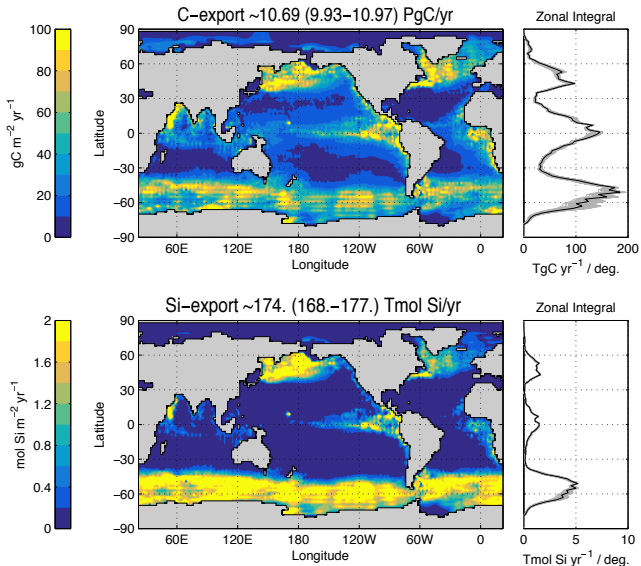 C−export ~10.69 (9.93−10.97) PgC/yr
Zonal Integral
gC m−2 yr−1
100
80
60
40
20
0
Latitude
90
60
30
0
−30
−60
−90
60E 120E 180 120W 60W 0
Longitude
0 100 200
TgC yr−1 / deg.
Si−export ~174. (168.−177.) Tmol Si/yr
Zonal Integral
mol Si m−2 yr−1
2
1.6
1.2
0.8
0.4
0
Latitude
90
60
30
0
−30
−60
−90
60E 120E 180 120W 60W 0
Longitude
0 5 10
Tmol Si yr−1 / deg.